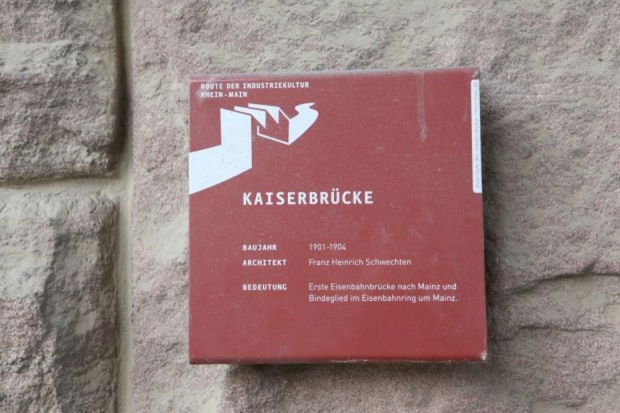 ROUTE DER INDUSTRIEKULTUR
RHEIN-MAIN
KAISERBRÜCKE
BAUJAHR 1901-1904
ARCHITEKT Franz Heinrich Schwechten
BEDEUTUNG Erste Eisenbahnbrücke nach Mainz und
Bindeglied im Eisenbahnring um Mainz.